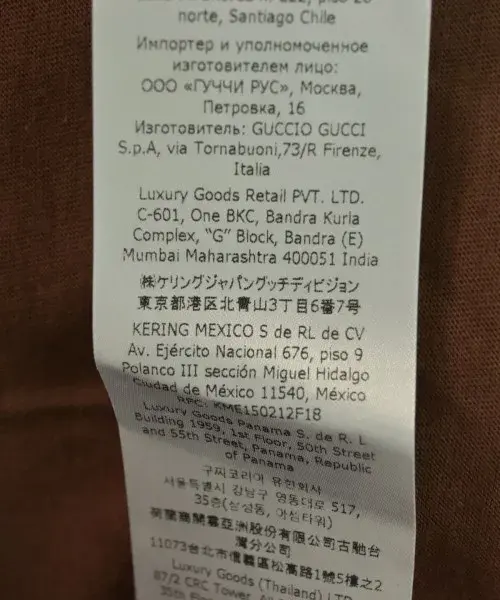 piso 20
norte, Santiago Chile
Импортер и уполномоченное
изготовителем лицо:
ООО «ГУЧЧИ РУС», Москва,
Петровка, 16
Изготовитель: GUCCIO GUCCI
S.p.A, via Tornabuoni,73/R Firenze,
Italia
Luxury Goods Retail PVT. LTD.
C-601, One BKC, Bandra Kurla
Complex, “G” Block, Bandra (E)
Mumbai Maharashtra 400051 India
㈱ケリングジャパングッチディビジョン
東京都港区北青山3丁目6番7号
KERING MEXICO S de RL de CV
Av. Ejército Nacional 676, piso 9
Polanco III sección Miguel Hidalgo
Ciudad de México 11540, México
RFC: KME150212F18
Luxury Goods Panama S. de R. L
Building 1959, 1st Floor, 50th Street
and 55th Street, Panama, Republic
of Panama
구찌코리아 유한회사
서울특별시 강남구 영동대로 517,
35층(삼성동, 아셈타워)
荷蘭商開雲亞洲股份有限公司古馳台
灣分公司
11073台北市信義區松高路1號5樓之2
Luxury Goods (Thailand) LTD
87/2 CRC Tower,
35th